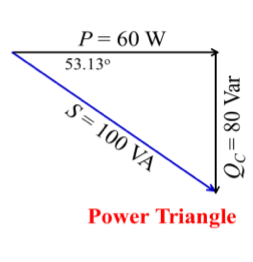 P = 60 W
53.13°
S = 100 VA
Q_C = 80 Var
Power Triangle